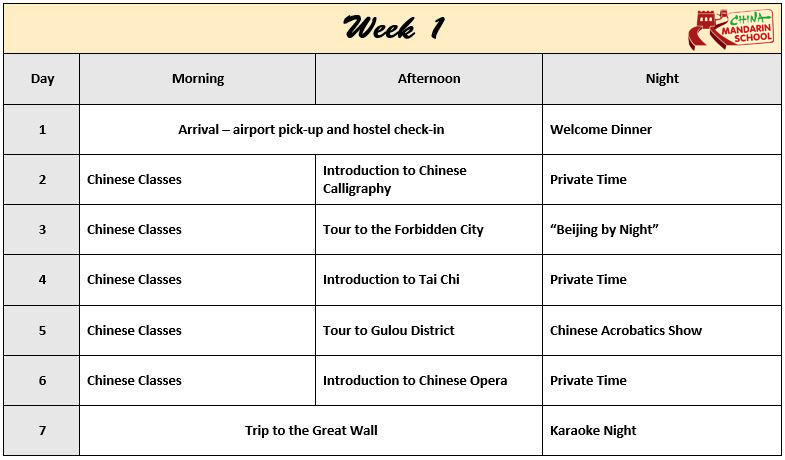 Week 1
CHINA
MANDARIN
SCHOOL
Day Morning Afternoon Night
1 Arrival – airport pick-up and hostel check-in Welcome Dinner
2 Chinese Classes Introduction to Chinese
Calligraphy Private Time
3 Chinese Classes Tour to the Forbidden City “Beijing by Night”
4 Chinese Classes Introduction to Tai Chi Private Time
5 Chinese Classes Tour to Gulou District Chinese Acrobatics Show
6 Chinese Classes Introduction to Chinese Opera Private Time
7 Trip to the Great Wall Karaoke Night